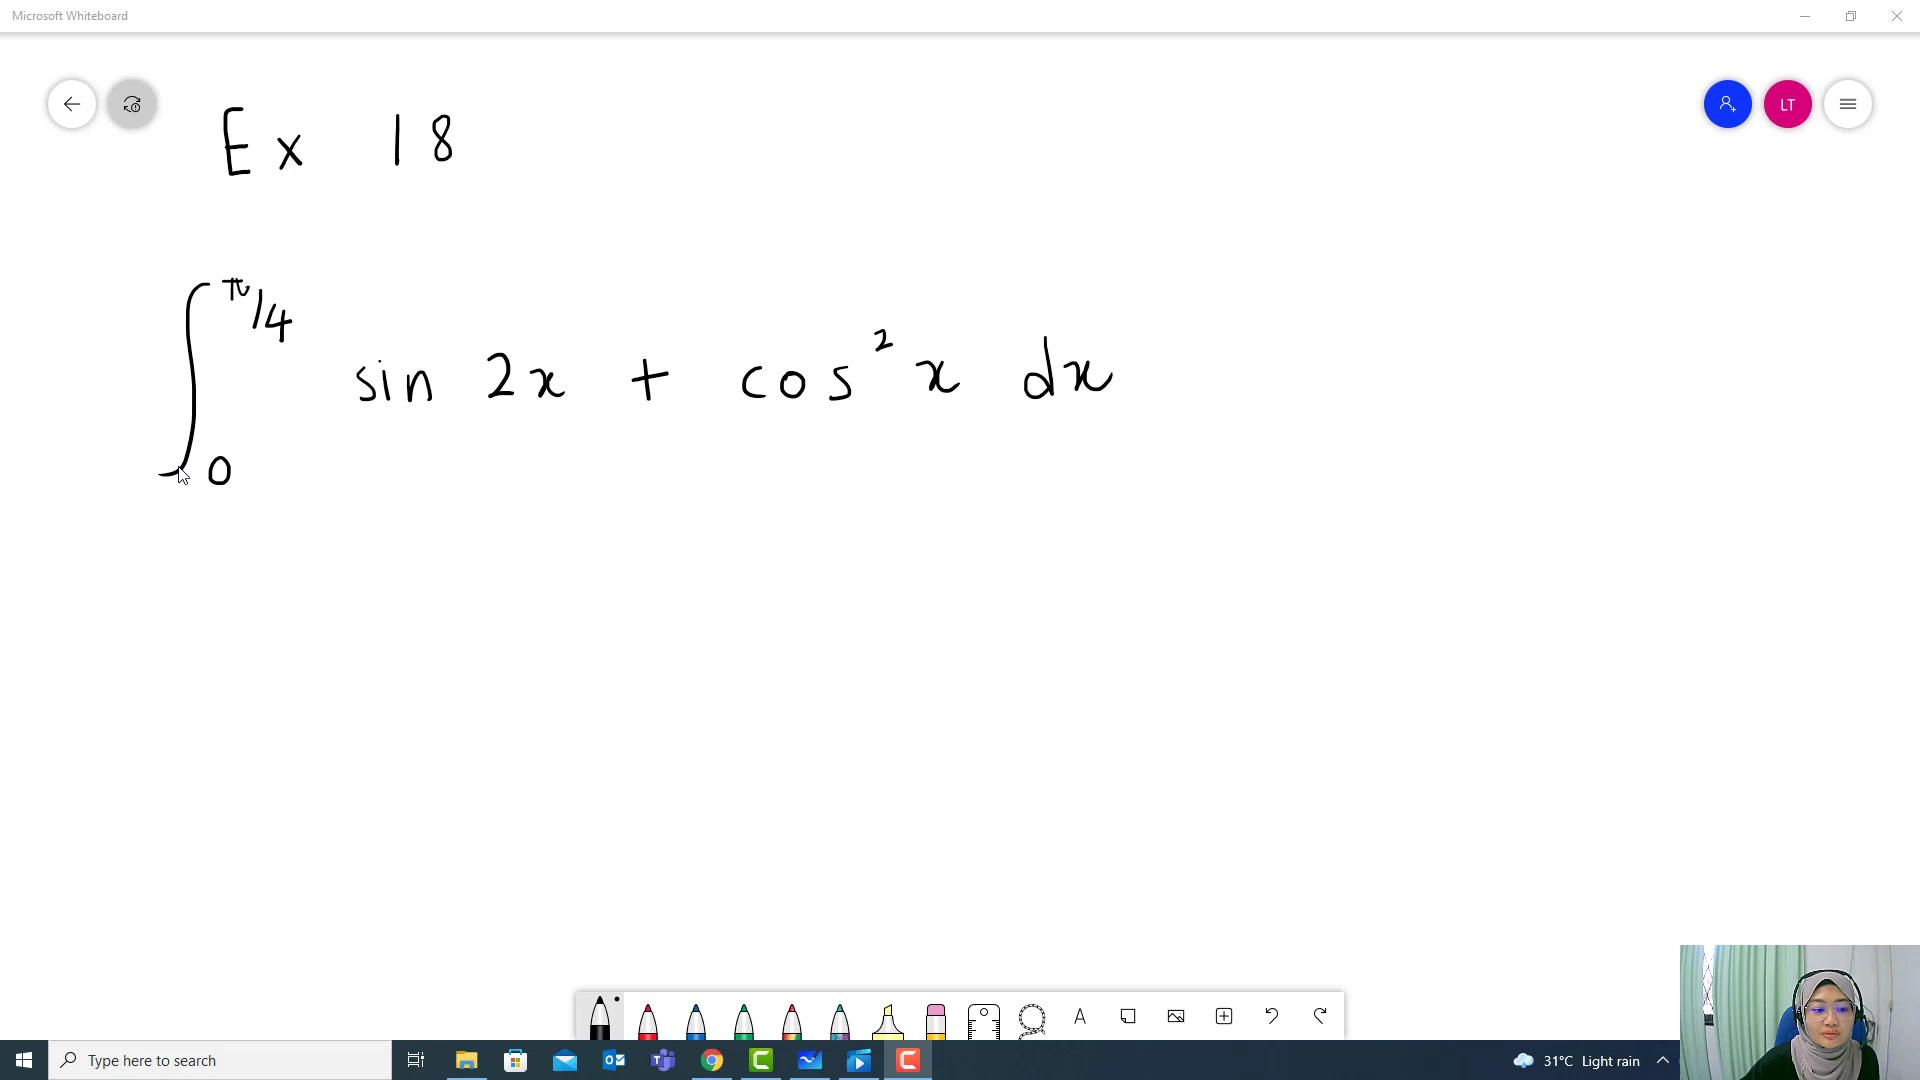 Microsoft Whiteboard
LT
Ex 18
∫ π/4
sin 2x + cos² x dx
0
A
Type here to search
31°C Light rain